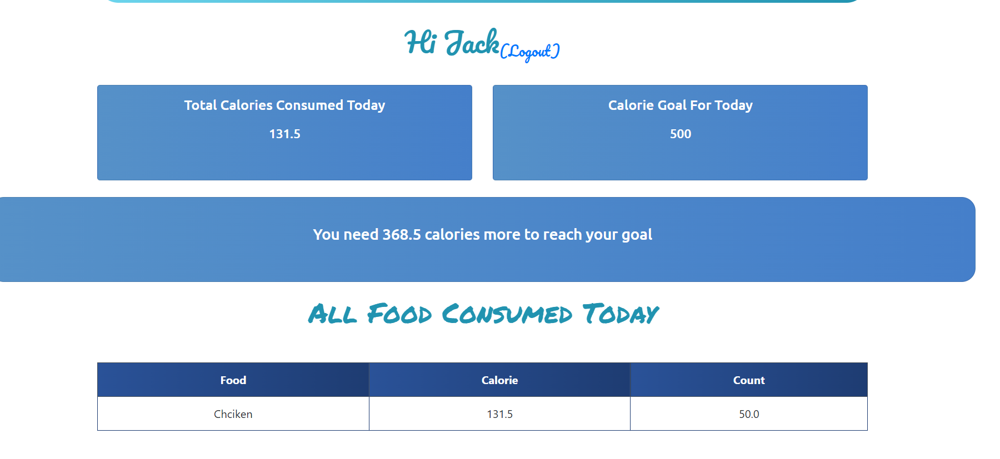 Hi Jack(Logout)
Total Calories Consumed Today
131.5
Calorie Goal For Today
500
You need 368.5 calories more to reach your goal
All Food Consumed Today
Food Calorie Count
Chciken 131.5 50.0